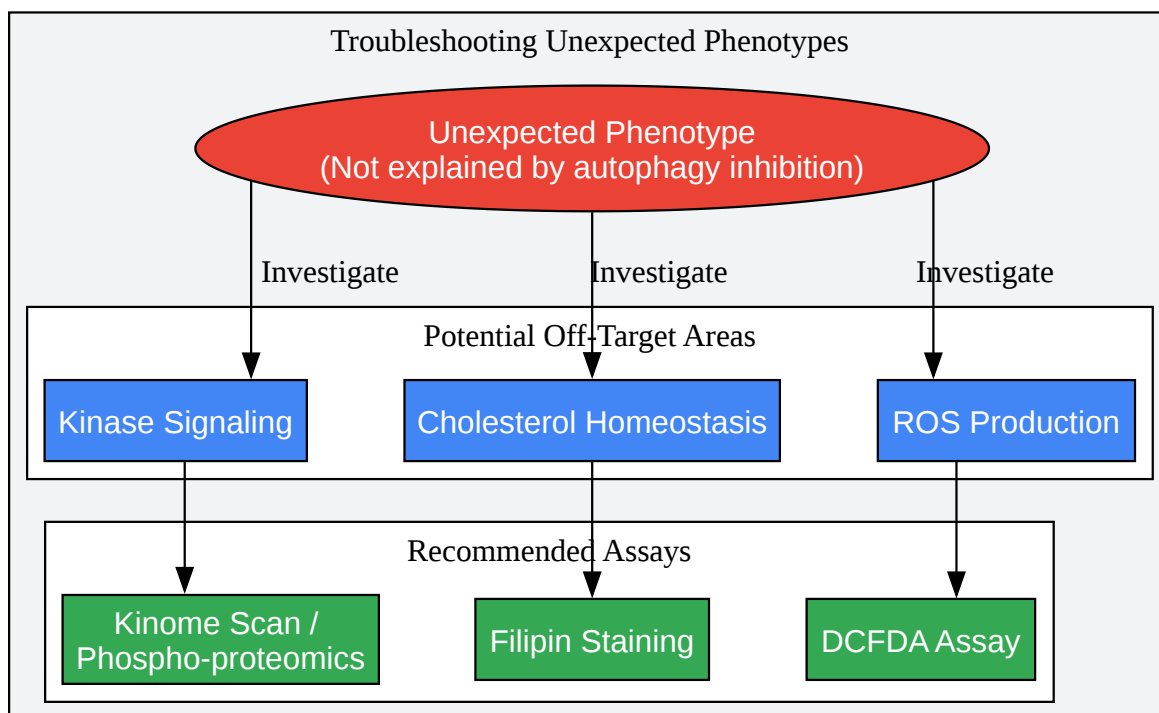 Troubleshooting Unexpected Phenotypes
Unexpected Phenotype
(Not explained by autophagy inhibition)
Investigate
Investigate
Investigate
Potential Off-Target Areas
Kinase Signaling
Cholesterol Homeostasis
ROS Production
Recommended Assays
Kinome Scan /
Phospho-proteomics
Filipin Staining
DCFDA Assay